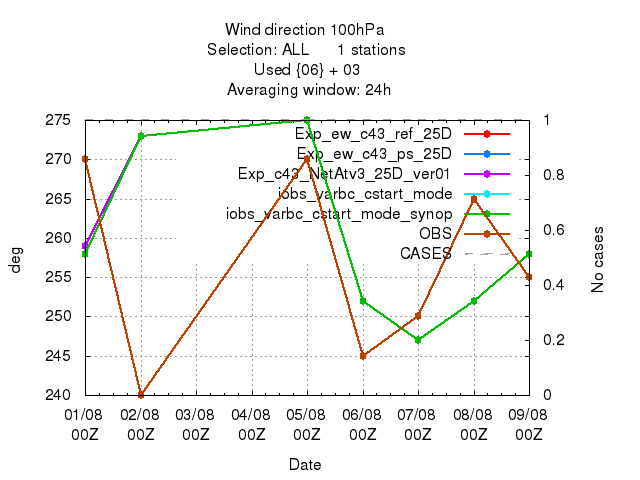 Wind direction 100hPa
Selection: ALL 1 stations
Used {06} + 03
Averaging window: 24h
275 1
Exp_ew_c43_ref_25D
Exp_ew_c43_ps_25D
270
Exp_c43_NetAtv3_25D_ver01
0.8
iobs_varbc_cstart_mode
265
iobs_varbc_cstart_mode_synop
OBS
0.6
260
CASES
deg
No cases
255
0.4
250
0.2
245
240 0
01/08 02/08 03/08 04/08 05/08 06/08 07/08 08/08 09/08
00Z 00Z 00Z 00Z 00Z 00Z 00Z 00Z 00Z
Date